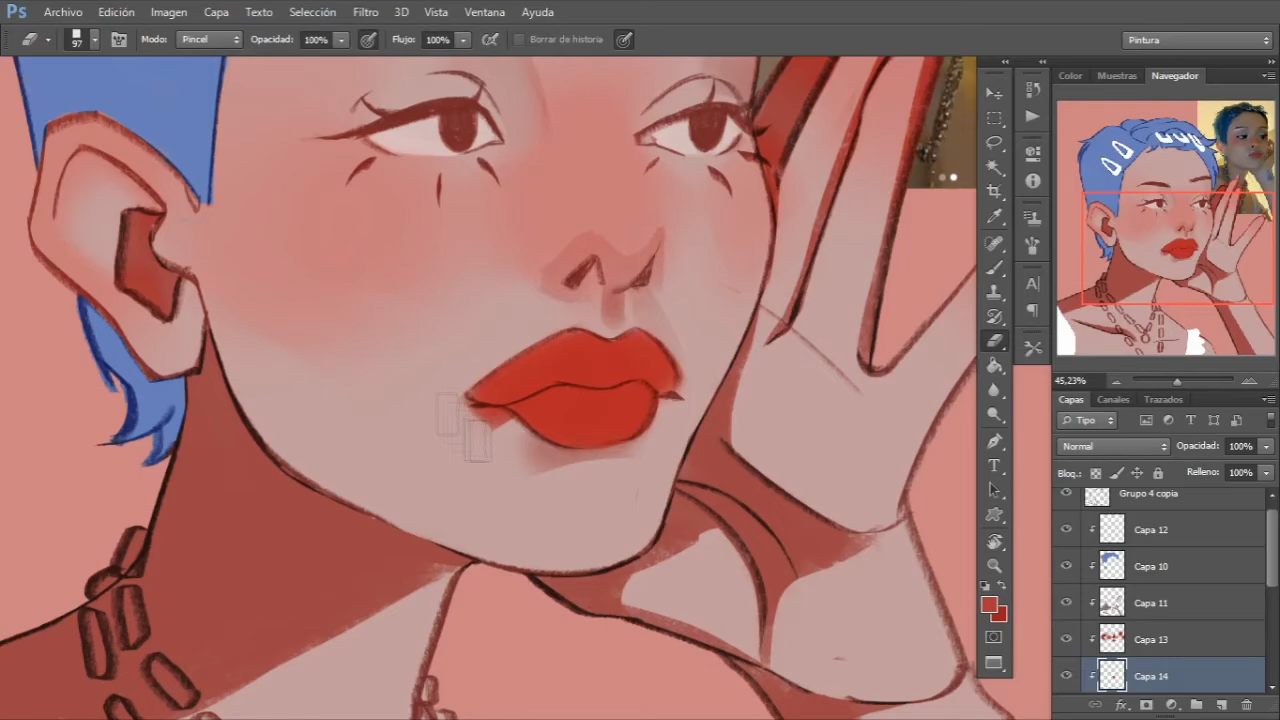 Ps Archivo Edición Imagen Capa Texto Selección Filtro 3D Vista Ventana Ayuda
97 Modo: Pincel Opacidad: 100% Flujo: 100% Borrar de historia Pintura
Color Muestras Navegador
45,23%
Capas Canales Trazados
Tipo
Normal Opacidad: 100%
Bloq.: Relleno: 100%
Grupo 4 copia
Capa 12
Capa 10
Capa 11
Capa 13
Capa 14